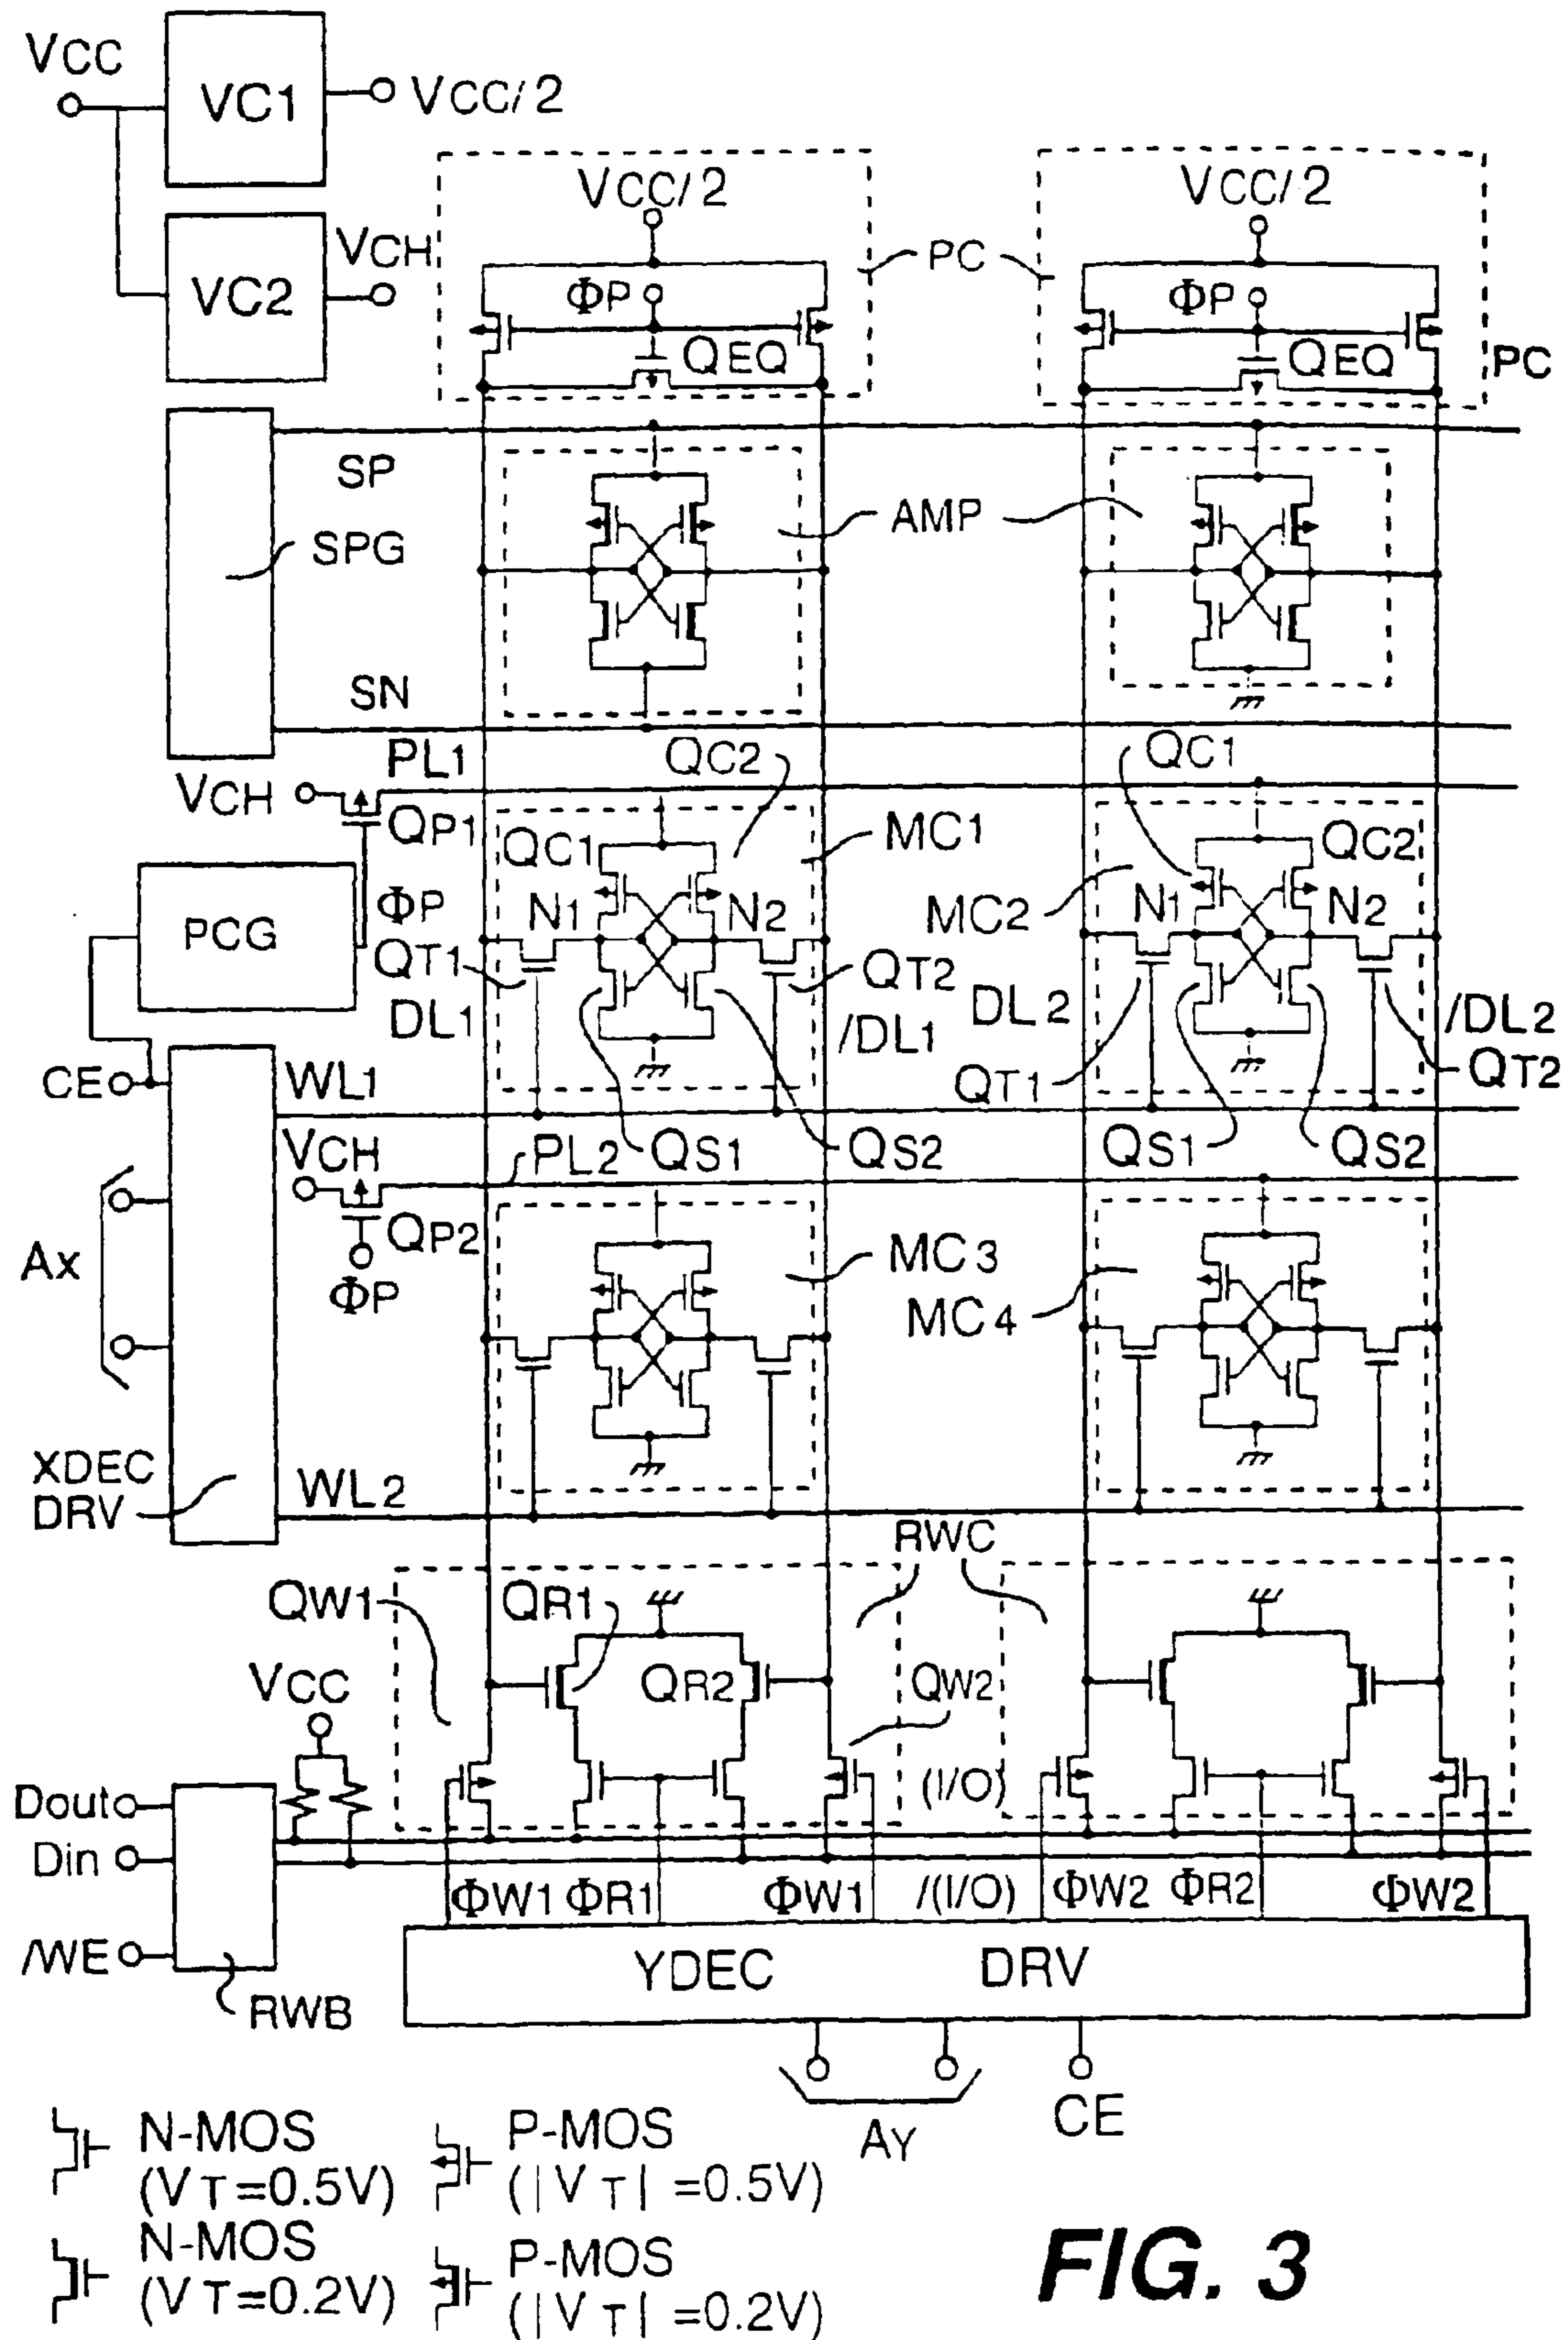 VCC
VC1
VCC/2
VC2
VCH
VCC/2
VCC/2
PC
ΦP
ΦP
QEQ
QEQ
PC
SP
SPG
AMP
SN
PL1
QC2
QC1
VCH
QP1
QC1
MC1
QC2
PCG
ΦP
N1
N2
MC2
N1
N2
QT1
QT2
DL1
/DL1
DL2
/DL2
CE
WL1
QT1
QT2
VCH
PL2
QS1
QS2
QS1
QS2
AX
QP2
ΦP
MC3
MC4
XDEC
DRV
WL2
RWC
QW1
QR1
VCC
QR2
QW2
Dout
(I/O)
Din
ΦW1
ΦR1
ΦW1
/(I/O)
ΦW2
ΦR2
ΦW2
/WE
YDEC
DRV
RWB
AY
CE
N-MOS
(VT=0.5V)
P-MOS
(|VT|=0.5V)
N-MOS
(VT=0.2V)
P-MOS
(|VT|=0.2V)
FIG. 3